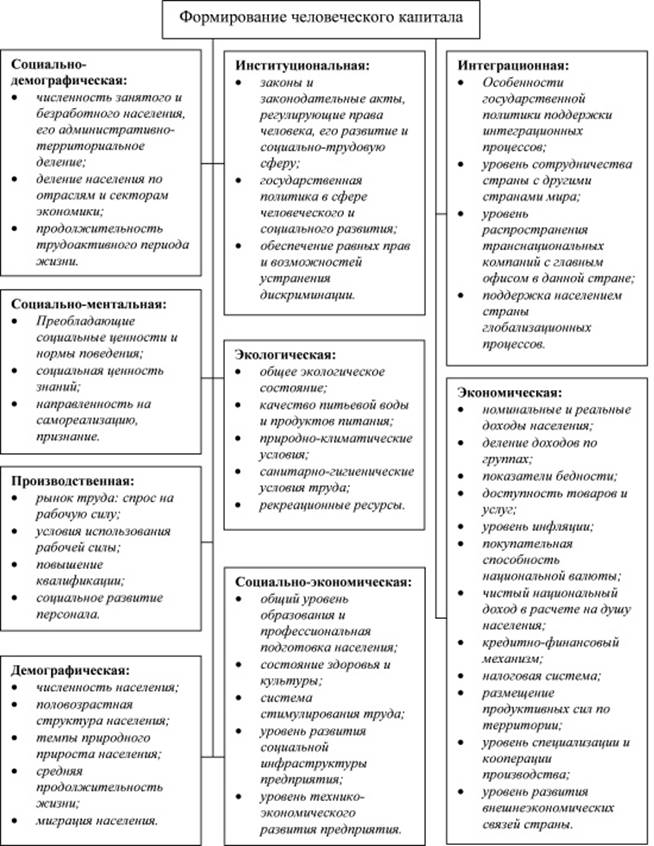 Формирование человеческого капитала
Социально-
демографическая:
• численность занятого и
безработного населения,
его административно-
территориальное
деление;
• деление населения по
отраслям и секторам
экономики;
• продолжительность
трудоактивного периода
жизни.
Социально-ментальная:
• Преобладающие
социальные ценности и
нормы поведения;
• социальная ценность
знаний;
• направленность на
самореализацию,
признание.
Производственная:
• рынок труда: спрос на
рабочую силу;
• условия использования
рабочей силы;
• повышение
квалификации;
• социальное развитие
персонала.
Демографическая:
• численность населения;
• половозрастная
структура населения;
• темпы природного
прироста населения;
• средняя
продолжительность
жизни;
• миграция населения.
Институциональная:
• законы и
законодательные акты,
регулирующие права
человека, его развитие и
социально-трудовую
сферу;
• государственная
политика в сфере
человеческого и
социального развития;
• обеспечение равных прав
и возможностей
устранения
дискриминации.
Экологическая:
• общее экологическое
состояние;
• качество питьевой воды
и продуктов питания;
• природно-климатические
условия;
• санитарно-гигиенические
условия труда;
• рекреационные ресурсы.
Социально-экономическая:
• общий уровень
образования и
профессиональная
подготовка населения;
• состояние здоровья и
культуры;
• система
стимулирования труда;
• уровень развития
социальной
инфраструктуры
предприятия;
• уровень технико-
экономического
развития предприятия.
Интеграционная:
• Особенности
государственной
политики поддержки
интеграционных
процессов;
• уровень сотрудничества
страны с другими
странами мира;
• уровень
распространения
транснациональных
компаний с главным
офисом в данной стране;
• поддержка населением
страны
глобализационных
процессов.
Экономическая:
• номинальные и реальные
доходы населения;
• деление доходов по
группах;
• показатели бедности;
• доступность товаров и
услуг;
• уровень инфляции;
• покупательная
способность
национальной валюты;
• чистый национальный
доход в расчете на душу
населения;
• кредитно-финансовый
механизм;
• налоговая система;
• размещение
продуктивных сил по
территории;
• уровень специализации и
кооперации
производства;
• уровень развития
внешнеэкономических
связей страны.